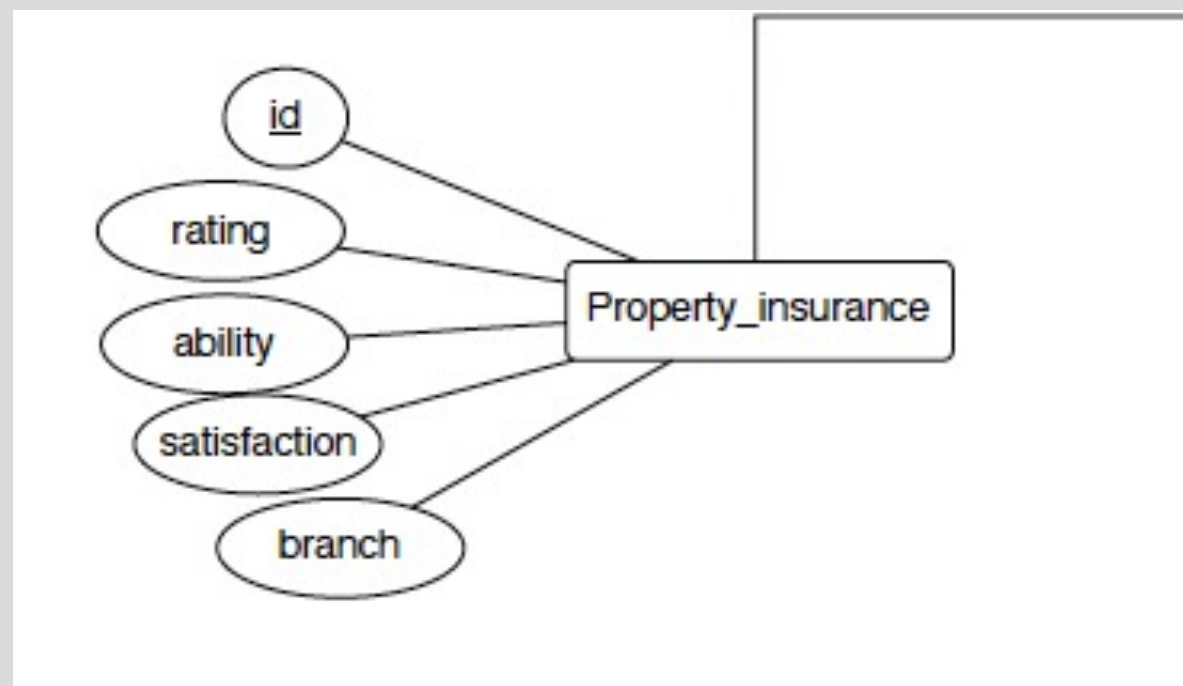 id
rating
Property_insurance
ability
satisfaction
branch